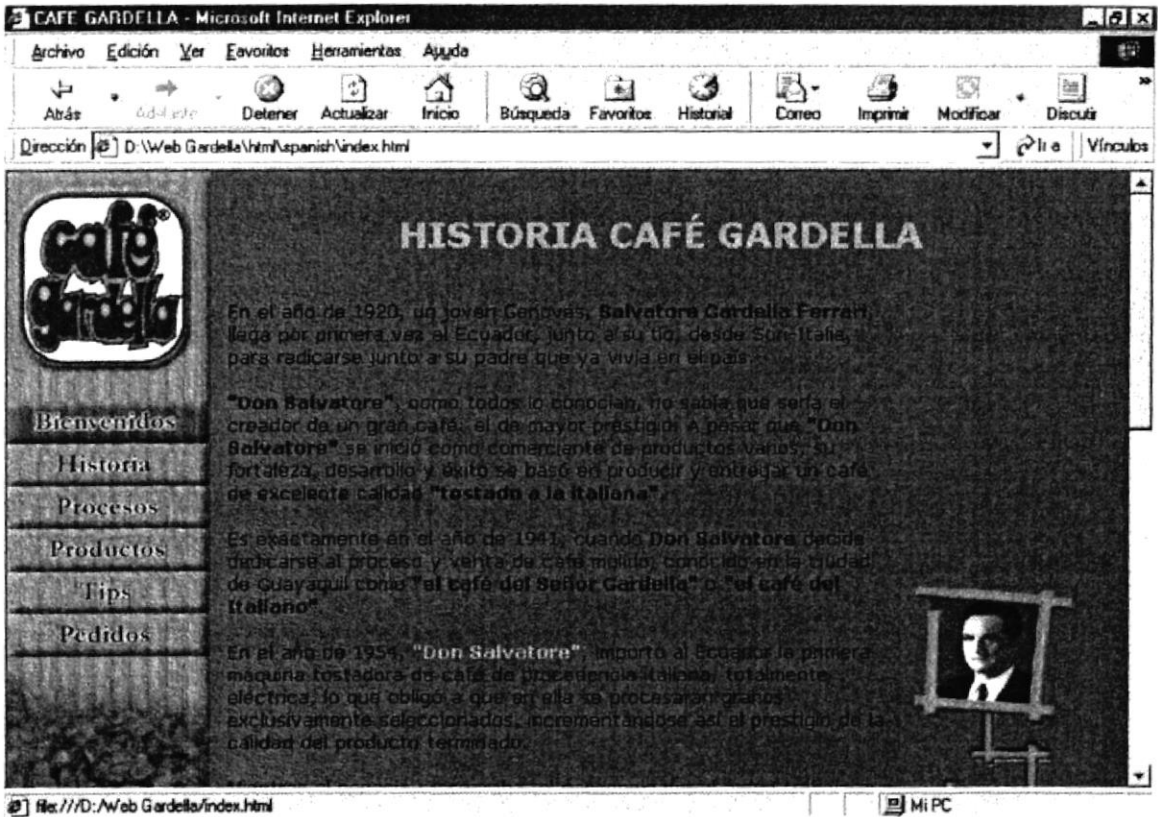 CAFE GARDELLA - Microsoft Internet Explorer
Archivo Edición Ver Favoritos Herramientas Ayuda
Atrás Adelante Detener Actualizar Inicio Búsqueda Favoritos Historial Correo Imprimir Modificar Discutir
Dirección D:\Web Gardella\html\spanish\index.html Ir a Vínculos
café®
gardella
HISTORIA CAFÉ GARDELLA
En el año de 1920, un joven Genovés, Salvatore Gardella Ferrari,
llega por primera vez al Ecuador, junto a su tío, desde Sori-Italia,
para radicarse junto a su padre que ya vivía en el país.
"Don Salvatore", como todos lo conocían, no sabía que sería el
creador de un gran café, el de mayor prestigio. A pesar que "Don
Salvatore" se inició como comerciante de productos varios, su
fortaleza, desarrollo y éxito se basó en producir y entregar un café
de excelente calidad "tostado a la italiana".
Es exactamente en el año de 1941, cuando Don Salvatore decide
dedicarse al proceso y venta de café molido, conocido en la ciudad
de Guayaquil como "el café del Señor Gardella" o "el café del
Italiano".
En el año de 1954, "Don Salvatore", importó al Ecuador la primera
maquina tostadora de café de procedencia italiana, totalmente
eléctrica, lo que obligó a que en ella se procesaran granos
exclusivamente seleccionados, incrementándose así el prestigio de la
calidad del producto terminado.
Bienvenidos
Historia
Procesos
Productos
Tips
Pedidos
file:///D:/Web Gardella/index.html Mi PC